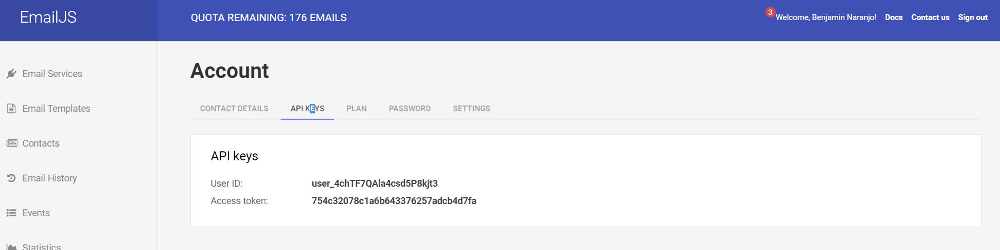 EmailJS
QUOTA REMAINING: 176 EMAILS
3
Welcome, Benjamin Naranjo! Docs Contact us Sign out
Email Services
Email Templates
Contacts
Email History
Events
Statistics
Account
CONTACT DETAILS API KEYS PLAN PASSWORD SETTINGS
API keys
User ID: user_4chTF7QAla4csd5P8kjt3
Access token: 754c32078c1a6b643376257adcb4d7fa